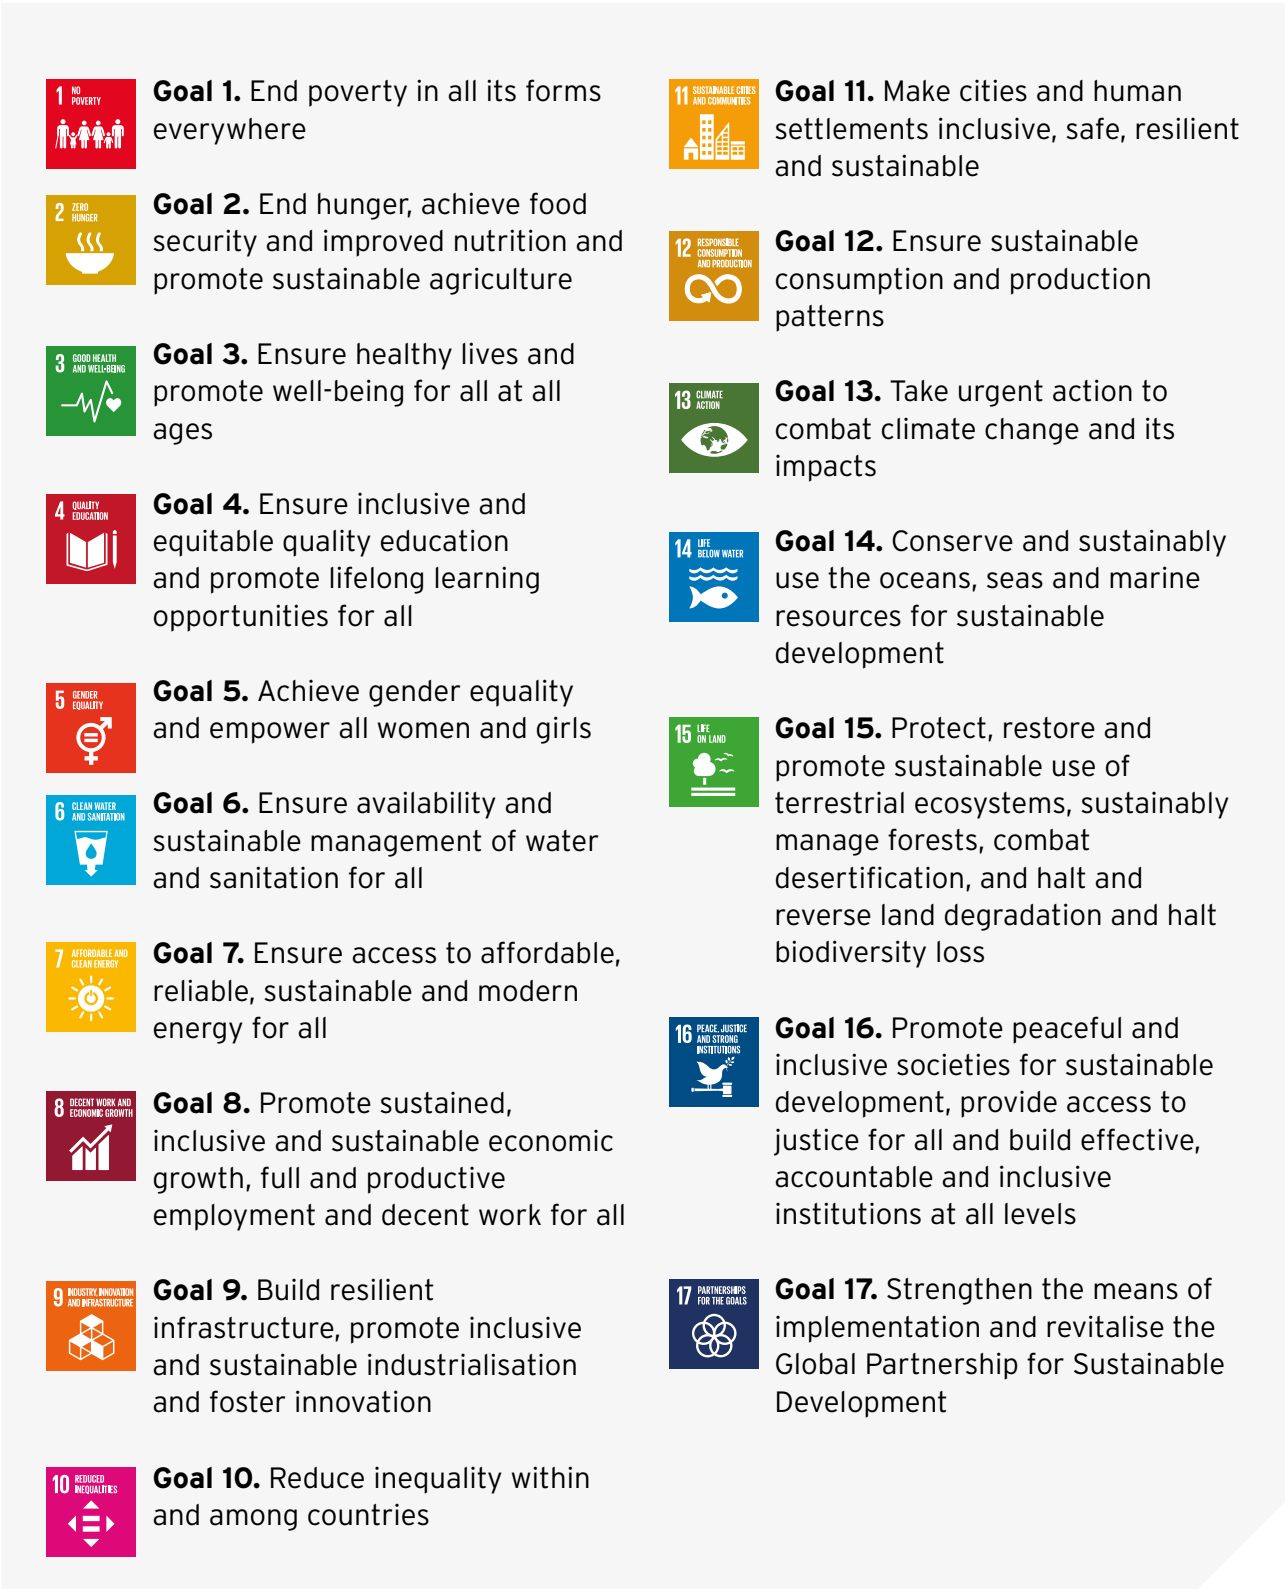 1 NO
POVERTY
Goal 1. End poverty in all its forms
everywhere
2 ZERO
HUNGER
Goal 2. End hunger, achieve food
security and improved nutrition and
promote sustainable agriculture
3 GOOD HEALTH
AND WELL-BEING
Goal 3. Ensure healthy lives and
promote well-being for all at all
ages
4 QUALITY
EDUCATION
Goal 4. Ensure inclusive and
equitable quality education
and promote lifelong learning
opportunities for all
5 GENDER
EQUALITY
Goal 5. Achieve gender equality
and empower all women and girls
6 CLEAN WATER
AND SANITATION
Goal 6. Ensure availability and
sustainable management of water
and sanitation for all
7 AFFORDABLE AND
CLEAN ENERGY
Goal 7. Ensure access to affordable,
reliable, sustainable and modern
energy for all
8 DECENT WORK AND
ECONOMIC GROWTH
Goal 8. Promote sustained,
inclusive and sustainable economic
growth, full and productive
employment and decent work for all
9 INDUSTRY, INNOVATION
AND INFRASTRUCTURE
Goal 9. Build resilient
infrastructure, promote inclusive
and sustainable industrialisation
and foster innovation
10 REDUCED
INEQUALITIES
Goal 10. Reduce inequality within
and among countries
11 SUSTAINABLE CITIES
AND COMMUNITIES
Goal 11. Make cities and human
settlements inclusive, safe, resilient
and sustainable
12 RESPONSIBLE
CONSUMPTION
AND PRODUCTION
Goal 12. Ensure sustainable
consumption and production
patterns
13 CLIMATE
ACTION
Goal 13. Take urgent action to
combat climate change and its
impacts
14 LIFE
BELOW WATER
Goal 14. Conserve and sustainably
use the oceans, seas and marine
resources for sustainable
development
15 LIFE
ON LAND
Goal 15. Protect, restore and
promote sustainable use of
terrestrial ecosystems, sustainably
manage forests, combat
desertification, and halt and
reverse land degradation and halt
biodiversity loss
16 PEACE, JUSTICE
AND STRONG
INSTITUTIONS
Goal 16. Promote peaceful and
inclusive societies for sustainable
development, provide access to
justice for all and build effective,
accountable and inclusive
institutions at all levels
17 PARTNERSHIPS
FOR THE GOALS
Goal 17. Strengthen the means of
implementation and revitalise the
Global Partnership for Sustainable
Development